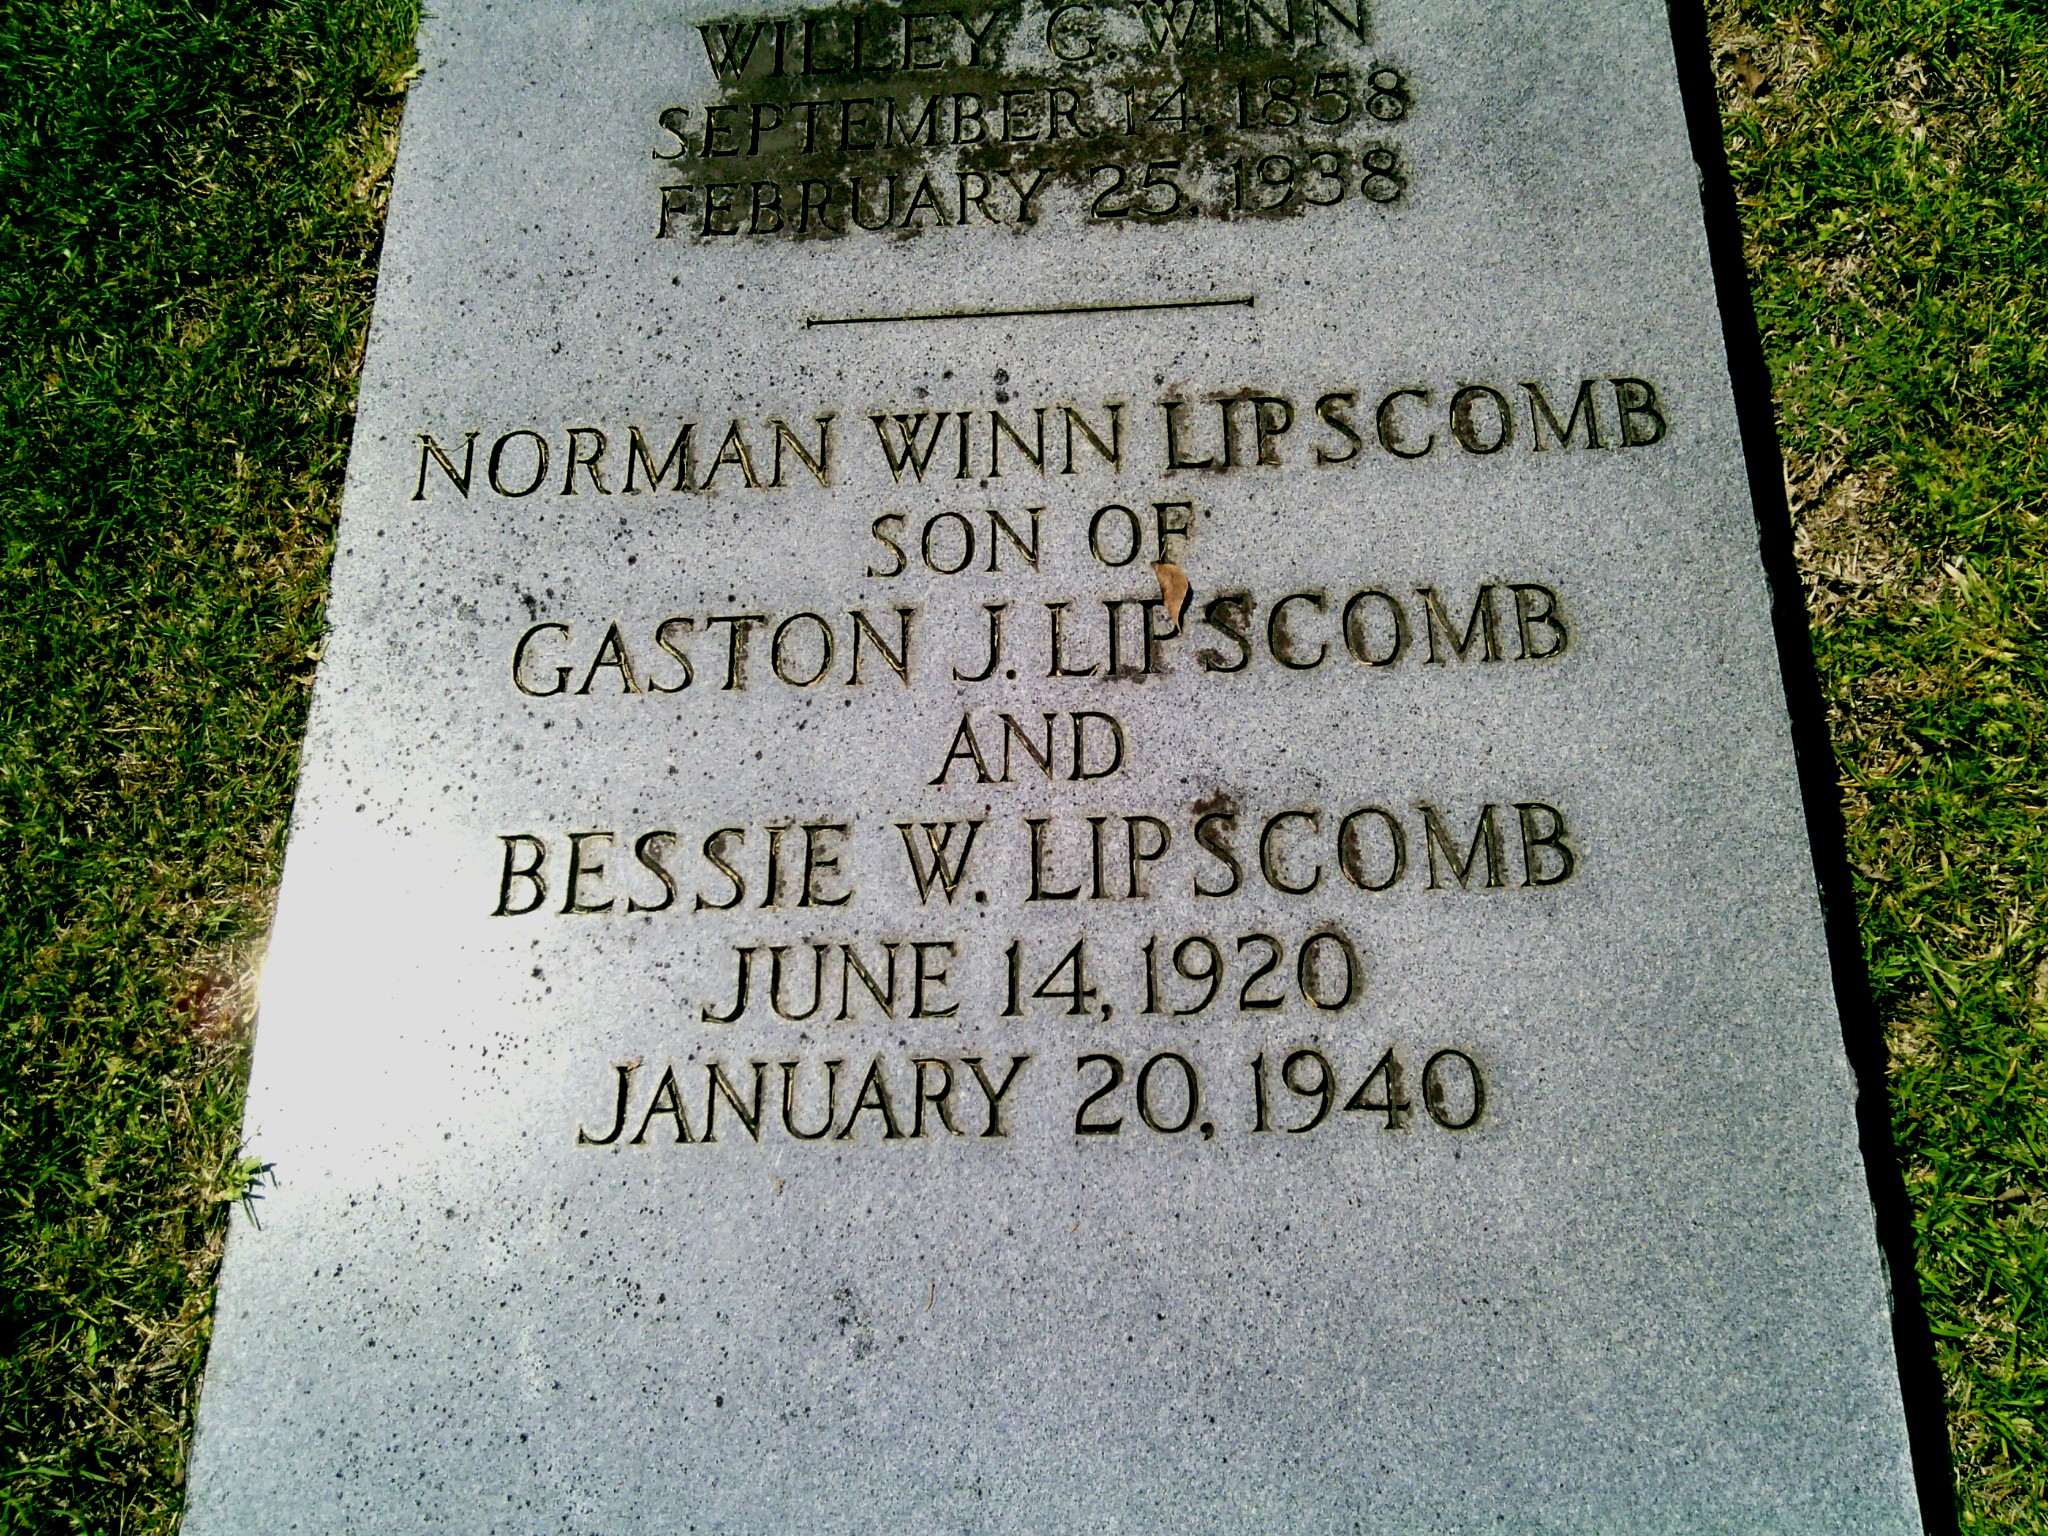 WILLEY G. WINN
SEPTEMBER 14, 1858
FEBRUARY 25, 1938
NORMAN WINN LIPSCOMB
SON OF
GASTON J. LIPSCOMB
AND
BESSIE W. LIPSCOMB
JUNE 14, 1920
JANUARY 20, 1940